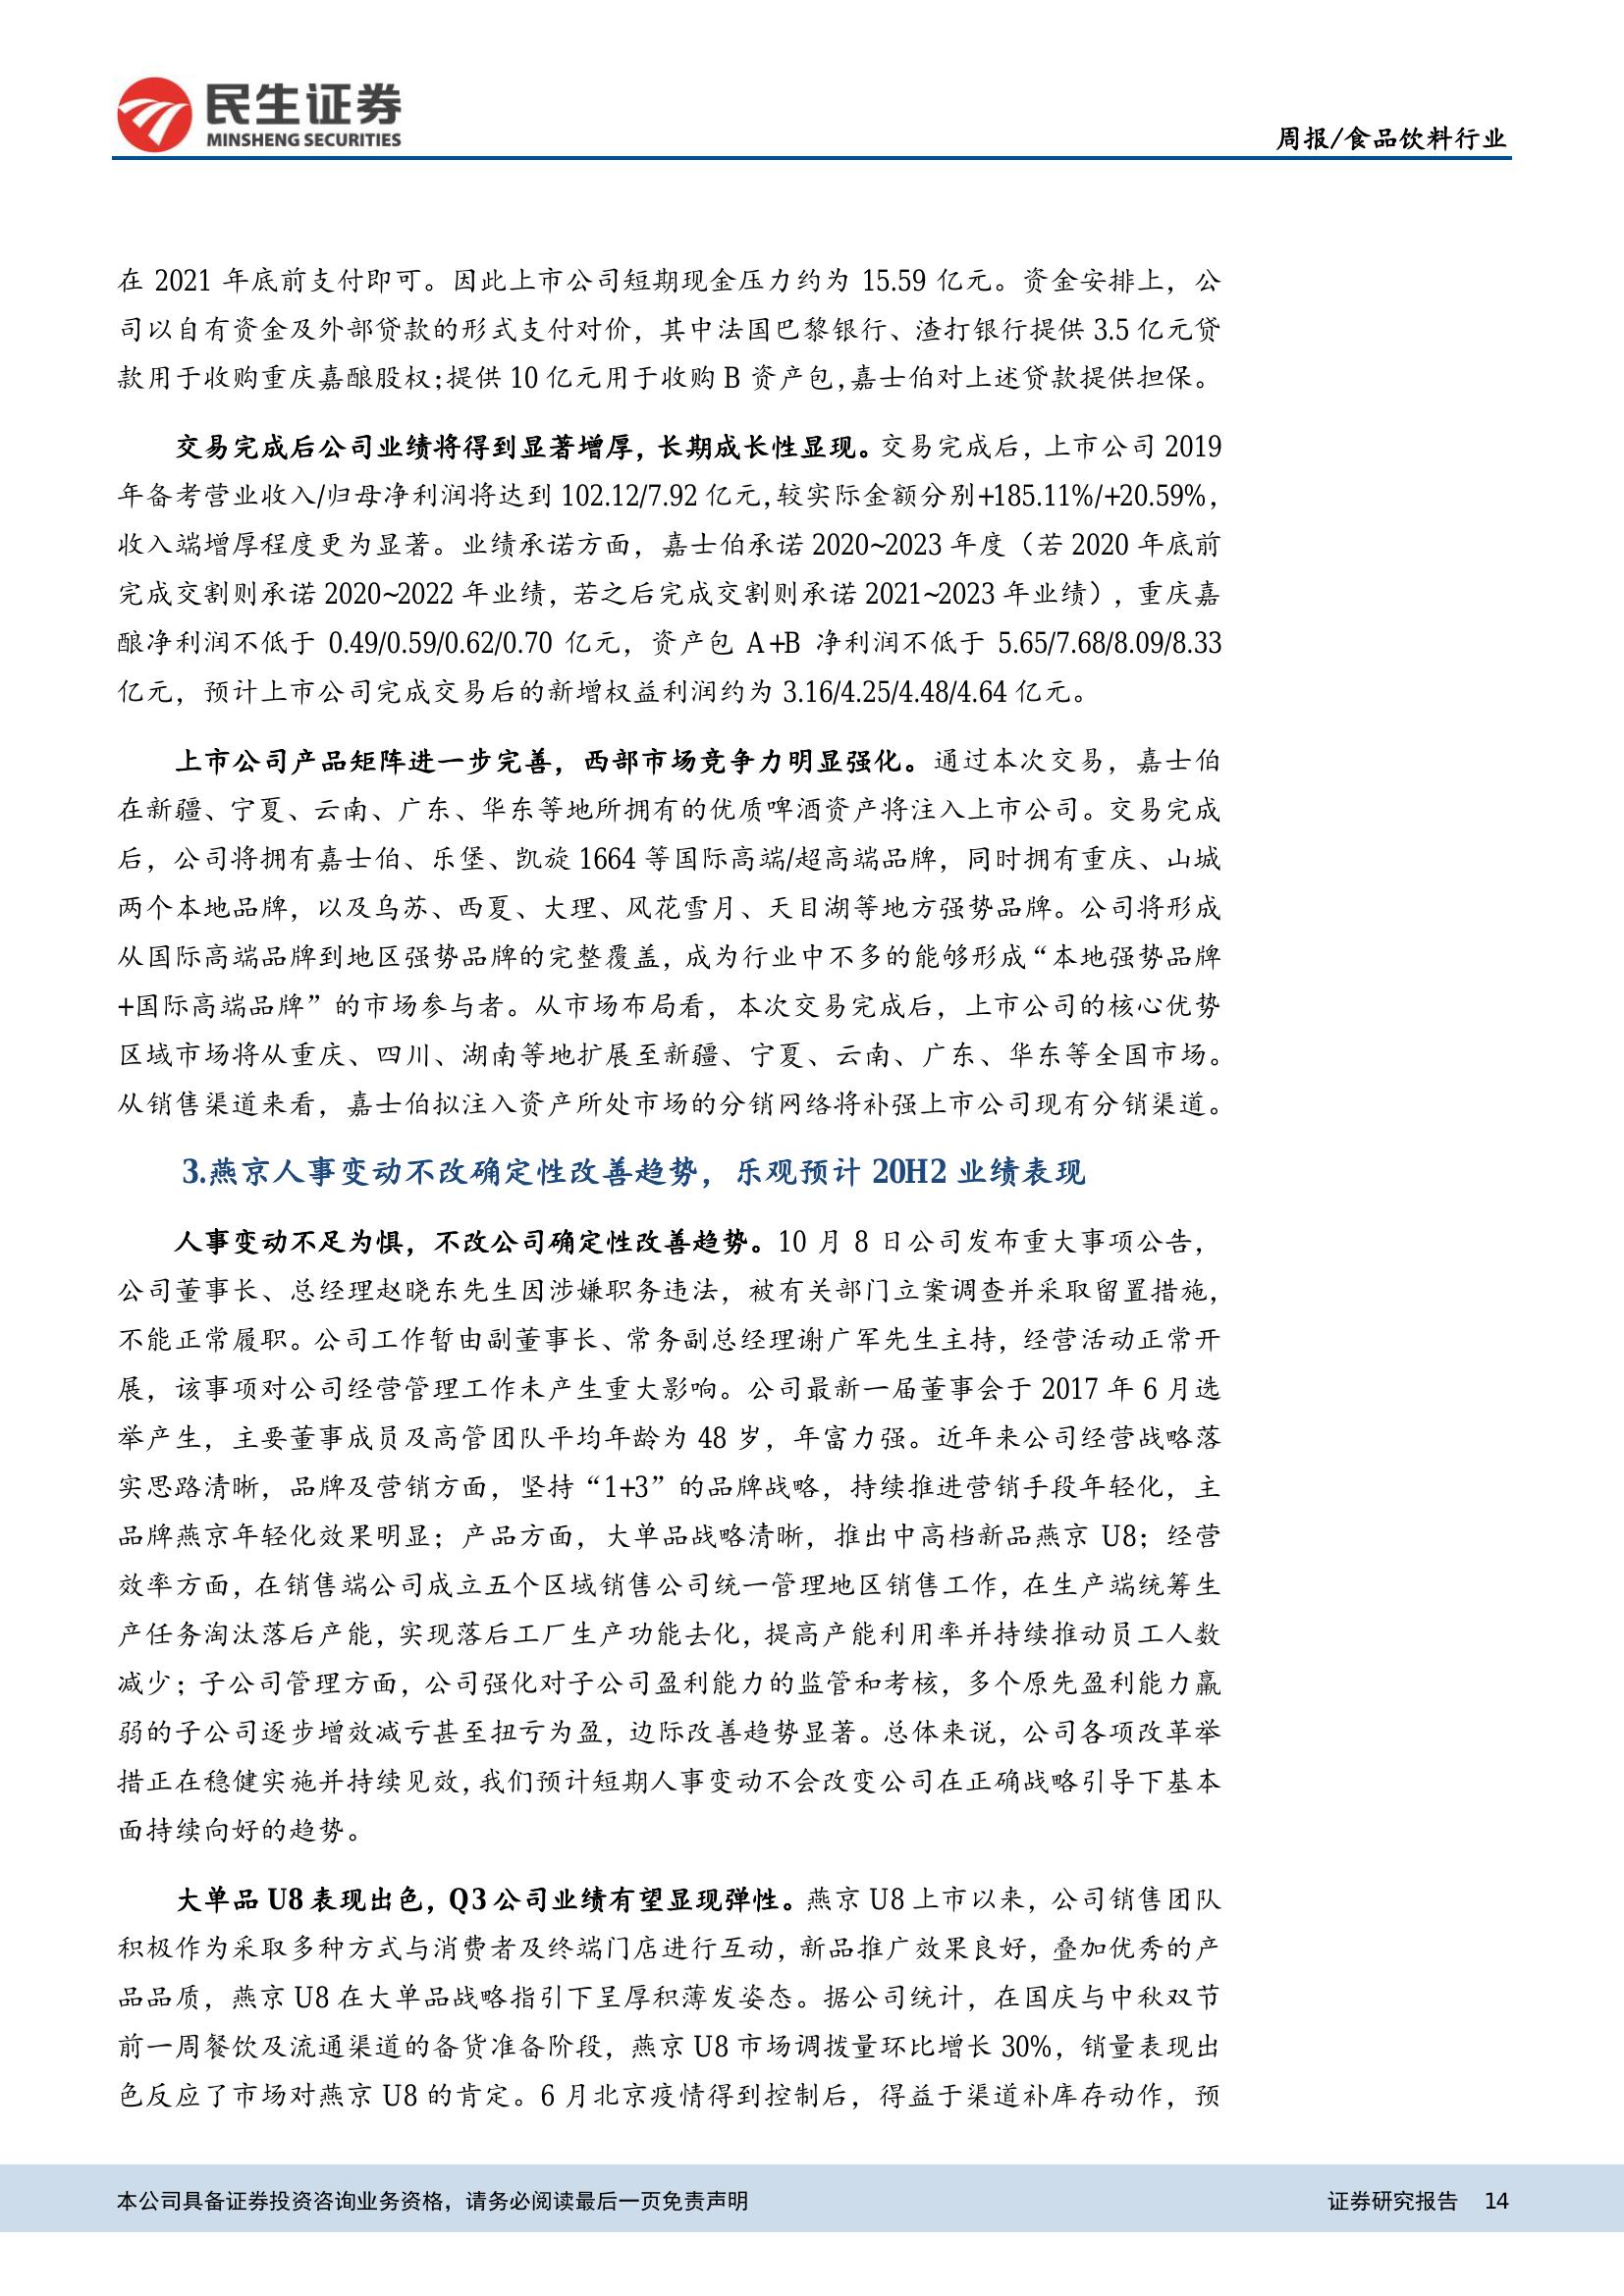 民生证券
MINSHENG SECURITIES
周报/食品饮料行业
在 2021 年底前支付即可。因此上市公司短期现金压力约为 15.59 亿元。资金安排上，公
司以自有资金及外部贷款的形式支付对价，其中法国巴黎银行、渣打银行提供 3.5 亿元贷
款用于收购重庆嘉酿股权;提供 10 亿元用于收购 B 资产包,嘉士伯对上述贷款提供担保。
交易完成后公司业绩将得到显著增厚，长期成长性显现。交易完成后，上市公司 2019
年备考营业收入/归母净利润将达到 102.12/7.92 亿元,较实际金额分别+185.11%/+20.59%，
收入端增厚程度更为显著。业绩承诺方面，嘉士伯承诺 2020~2023 年度（若 2020 年底前
完成交割则承诺 2020~2022 年业绩，若之后完成交割则承诺 2021~2023 年业绩），重庆嘉
酿净利润不低于 0.49/0.59/0.62/0.70 亿元，资产包 A+B 净利润不低于 5.65/7.68/8.09/8.33
亿元，预计上市公司完成交易后的新增权益利润约为 3.16/4.25/4.48/4.64 亿元。
上市公司产品矩阵进一步完善，西部市场竞争力明显强化。通过本次交易，嘉士伯
在新疆、宁夏、云南、广东、华东等地所拥有的优质啤酒资产将注入上市公司。交易完成
后，公司将拥有嘉士伯、乐堡、凯旋 1664 等国际高端/超高端品牌，同时拥有重庆、山城
两个本地品牌，以及乌苏、西夏、大理、风花雪月、天目湖等地方强势品牌。公司将形成
从国际高端品牌到地区强势品牌的完整覆盖，成为行业中不多的能够形成“本地强势品牌
+国际高端品牌”的市场参与者。从市场布局看，本次交易完成后，上市公司的核心优势
区域市场将从重庆、四川、湖南等地扩展至新疆、宁夏、云南、广东、华东等全国市场。
从销售渠道来看，嘉士伯拟注入资产所处市场的分销网络将补强上市公司现有分销渠道。
3.燕京人事变动不改确定性改善趋势，乐观预计 20H2 业绩表现
人事变动不足为惧，不改公司确定性改善趋势。10 月 8 日公司发布重大事项公告，
公司董事长、总经理赵晓东先生因涉嫌职务违法，被有关部门立案调查并采取留置措施，
不能正常履职。公司工作暂由副董事长、常务副总经理谢广军先生主持，经营活动正常开
展，该事项对公司经营管理工作未产生重大影响。公司最新一届董事会于 2017 年 6 月选
举产生，主要董事成员及高管团队平均年龄为 48 岁，年富力强。近年来公司经营战略落
实思路清晰，品牌及营销方面，坚持“1+3”的品牌战略，持续推进营销手段年轻化，主
品牌燕京年轻化效果明显；产品方面，大单品战略清晰，推出中高档新品燕京 U8；经营
效率方面，在销售端公司成立五个区域销售公司统一管理地区销售工作，在生产端统筹生
产任务淘汰落后产能，实现落后工厂生产功能去化，提高产能利用率并持续推动员工人数
减少；子公司管理方面，公司强化对子公司盈利能力的监管和考核，多个原先盈利能力羸
弱的子公司逐步增效减亏甚至扭亏为盈，边际改善趋势显著。总体来说，公司各项改革举
措正在稳健实施并持续见效，我们预计短期人事变动不会改变公司在正确战略引导下基本
面持续向好的趋势。
大单品 U8 表现出色，Q3 公司业绩有望显现弹性。燕京 U8 上市以来，公司销售团队
积极作为采取多种方式与消费者及终端门店进行互动，新品推广效果良好，叠加优秀的产
品品质，燕京 U8 在大单品战略指引下呈厚积薄发姿态。据公司统计，在国庆与中秋双节
前一周餐饮及流通渠道的备货准备阶段，燕京 U8 市场调拨量环比增长 30%，销量表现出
色反应了市场对燕京 U8 的肯定。6 月北京疫情得到控制后，得益于渠道补库存动作，预
本公司具备证券投资咨询业务资格，请务必阅读最后一页免责声明
证券研究报告 14